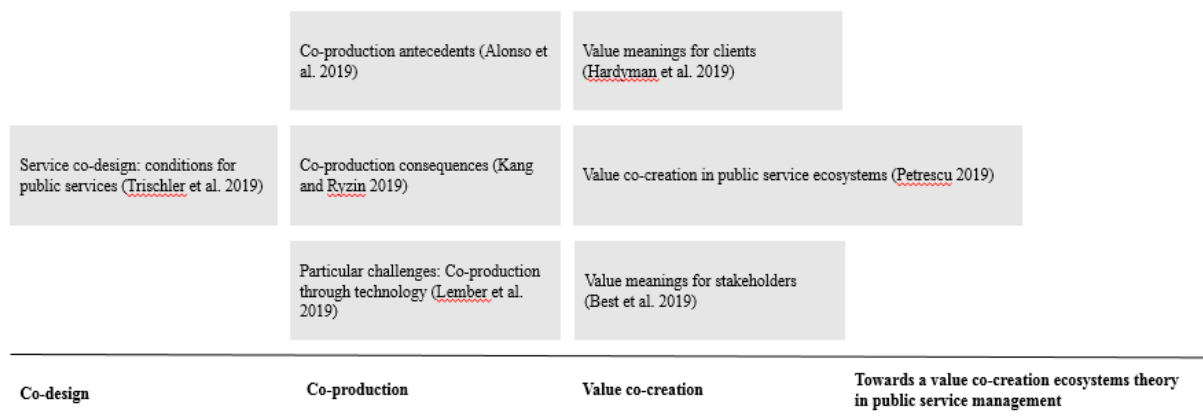 Co-production antecedents (Alonso et
al. 2019)
Value meanings for clients
(Hardyman et al. 2019)
Service co-design: conditions for
public services (Trischler et al. 2019)
Co-production consequences (Kang
and Ryzin 2019)
Value co-creation in public service ecosystems (Petrescu 2019)
Particular challenges: Co-production
through technology (Lember et al.
2019)
Value meanings for stakeholders
(Best et al. 2019)
Co-design
Co-production
Value co-creation
Towards a value co-creation ecosystems theory
in public service management